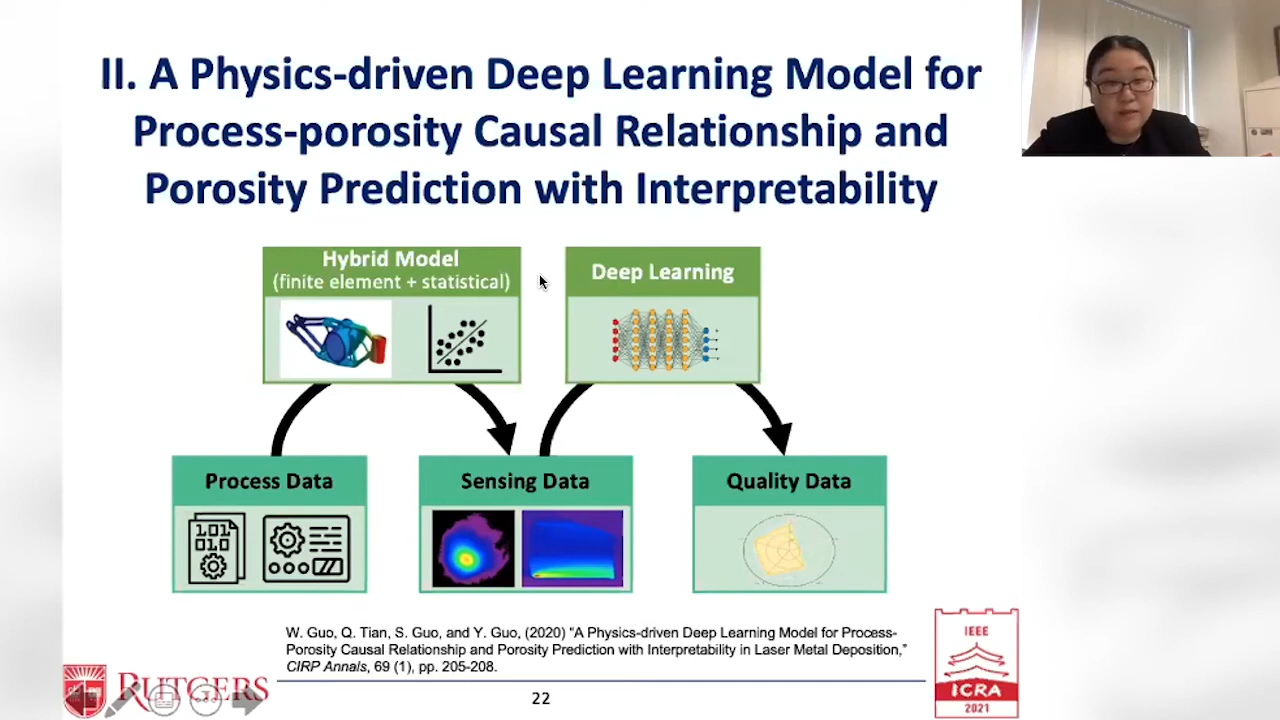 II. A Physics-driven Deep Learning Model for
Process-porosity Causal Relationship and
Porosity Prediction with Interpretability
Hybrid Model
(finite element + statistical)
Deep Learning
Process Data
Sensing Data
Quality Data
101
010
W. Guo, Q. Tian, S. Guo, and Y. Guo, (2020) "A Physics-driven Deep Learning Model for Process-
Porosity Causal Relationship and Porosity Prediction with Interpretability in Laser Metal Deposition,"
CIRP Annals, 69 (1), pp. 205-208.
RUTGERS
22
IEEE
ICRA
2021